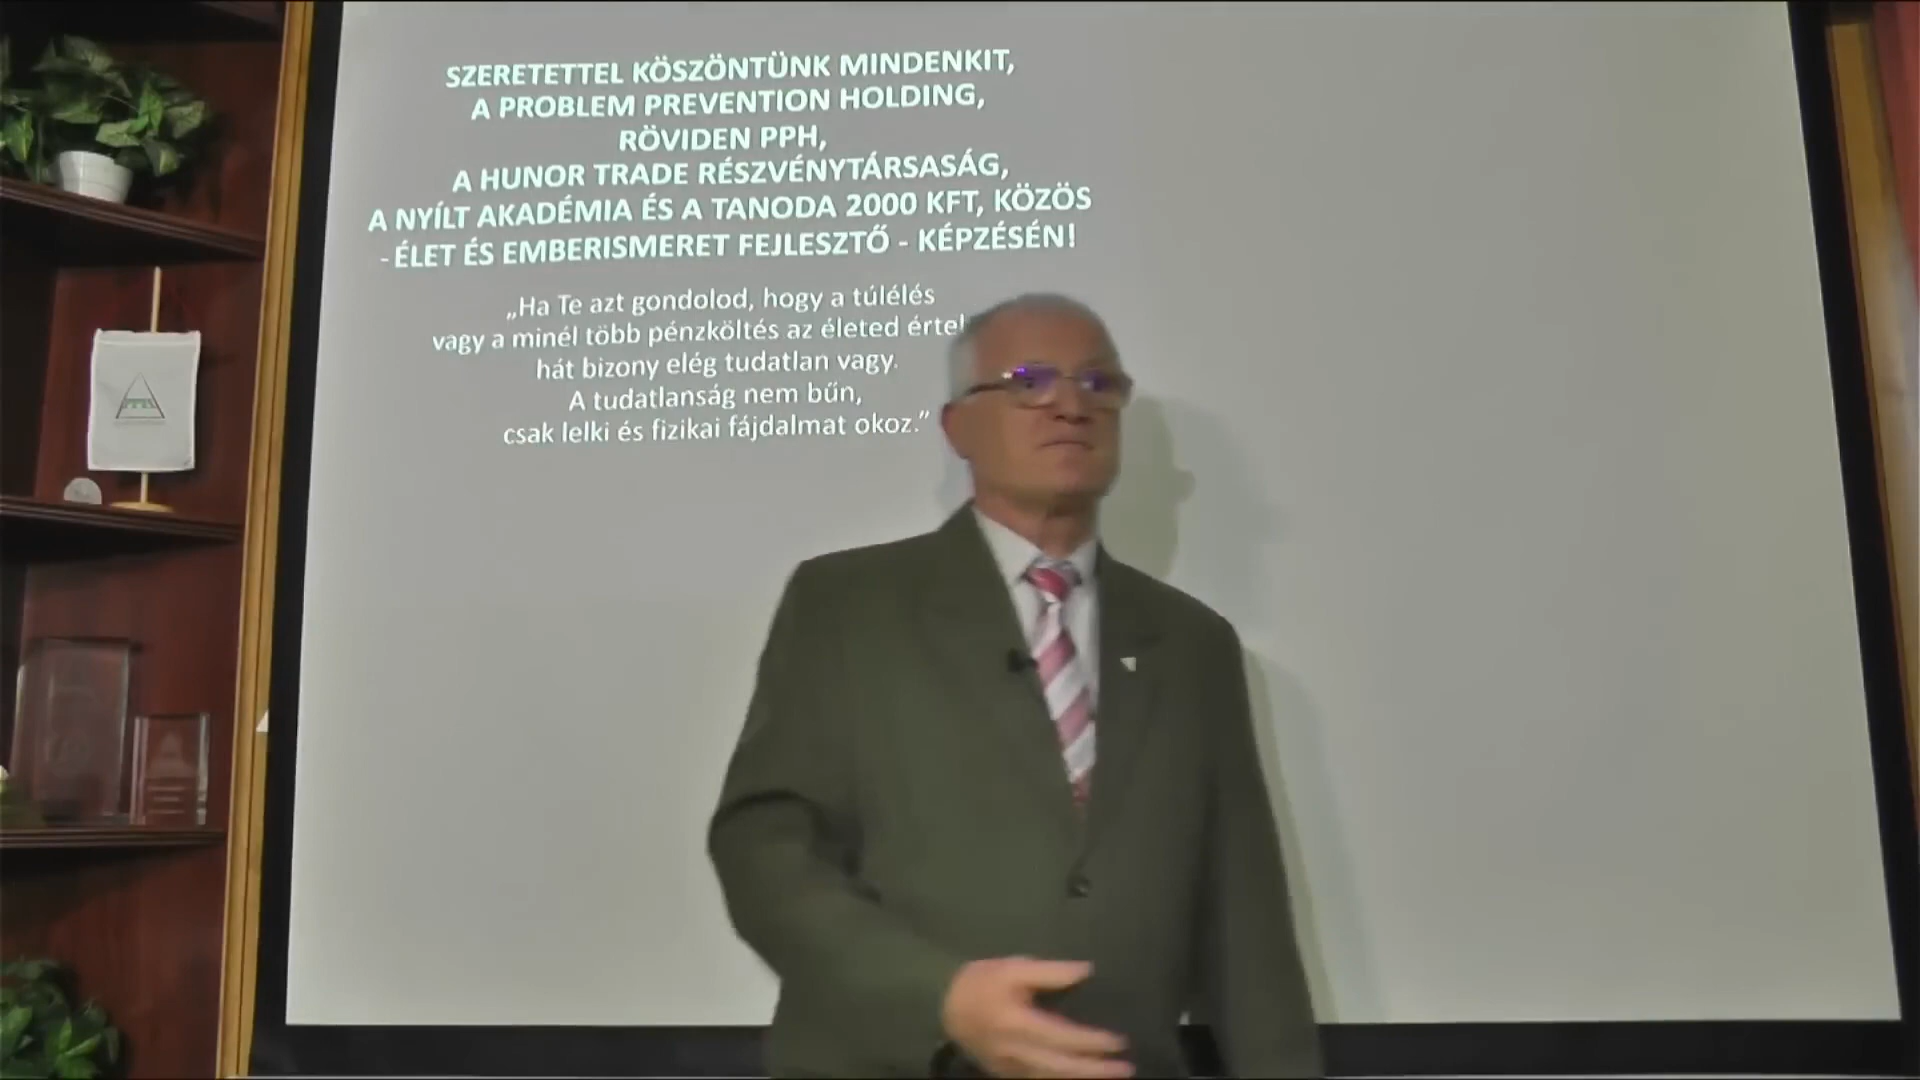 SZERETETTEL KÖSZÖNTÜNK MINDENKIT,
A PROBLEM PREVENTION HOLDING,
RÖVIDEN PPH,
A HUNOR TRADE RÉSZVÉNYTÁRSASÁG,
A NYÍLT AKADÉMIA ÉS A TANODA 2000 KFT, KÖZÖS
- ÉLET ÉS EMBERISMERET FEJLESZTŐ - KÉPZÉSÉN!
„Ha Te azt gondolod, hogy a túlélés
vagy a minél több pénzköltés az életed
hát bizony elég tudatlan vagy.
A tudatlanság nem bűn,
csak lelki és fizikai fájdalmat okoz.”